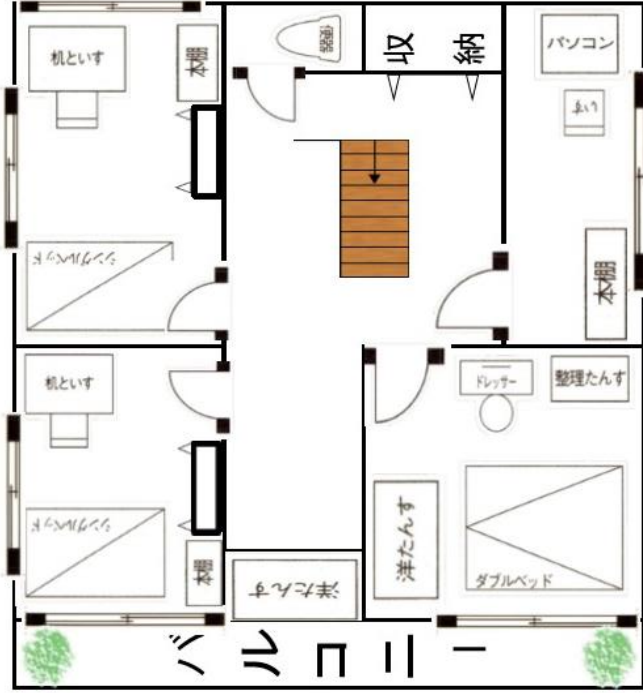 机といす
本棚
便器
収納
パソコン
いす
シングルベッド
本棚
机といす
ドレッサー
整理たんす
シングルベッド
本棚
洋たんす
洋たんす
ダブルベッド
バルコニー